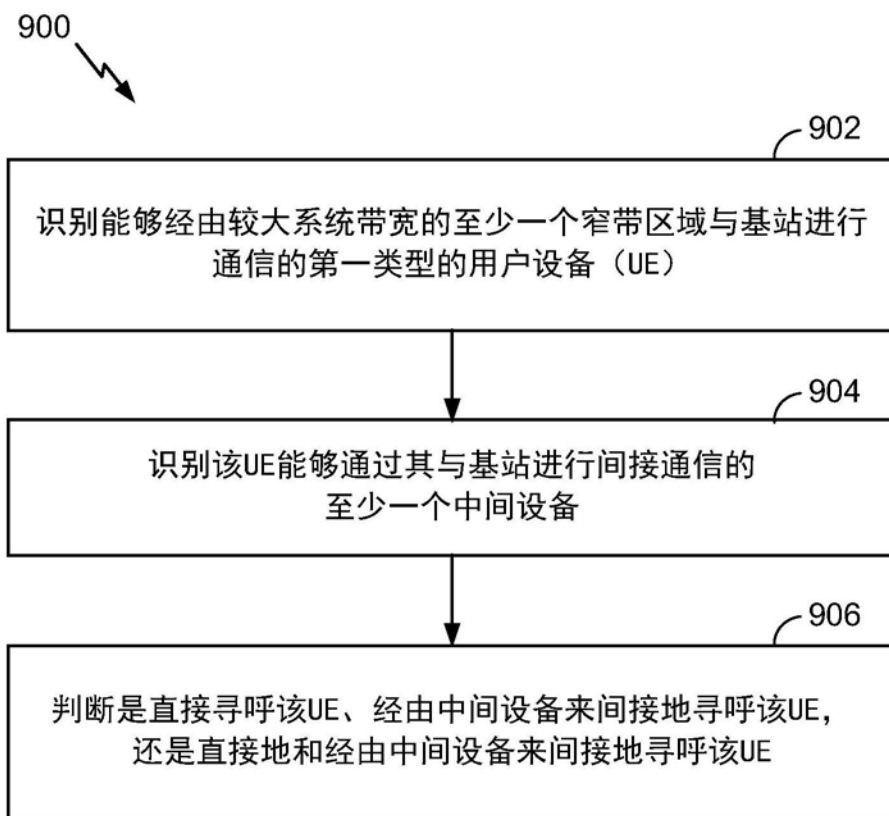 900
902
识别能够经由较大系统带宽的至少一个窄带区域与基站进行
通信的第一类型的用户设备（UE）
904
识别该UE能够通过其与基站进行间接通信的
至少一个中间设备
906
判断是直接寻呼该UE、经由中间设备来间接地寻呼该UE，
还是直接地和经由中间设备来间接地寻呼该UE